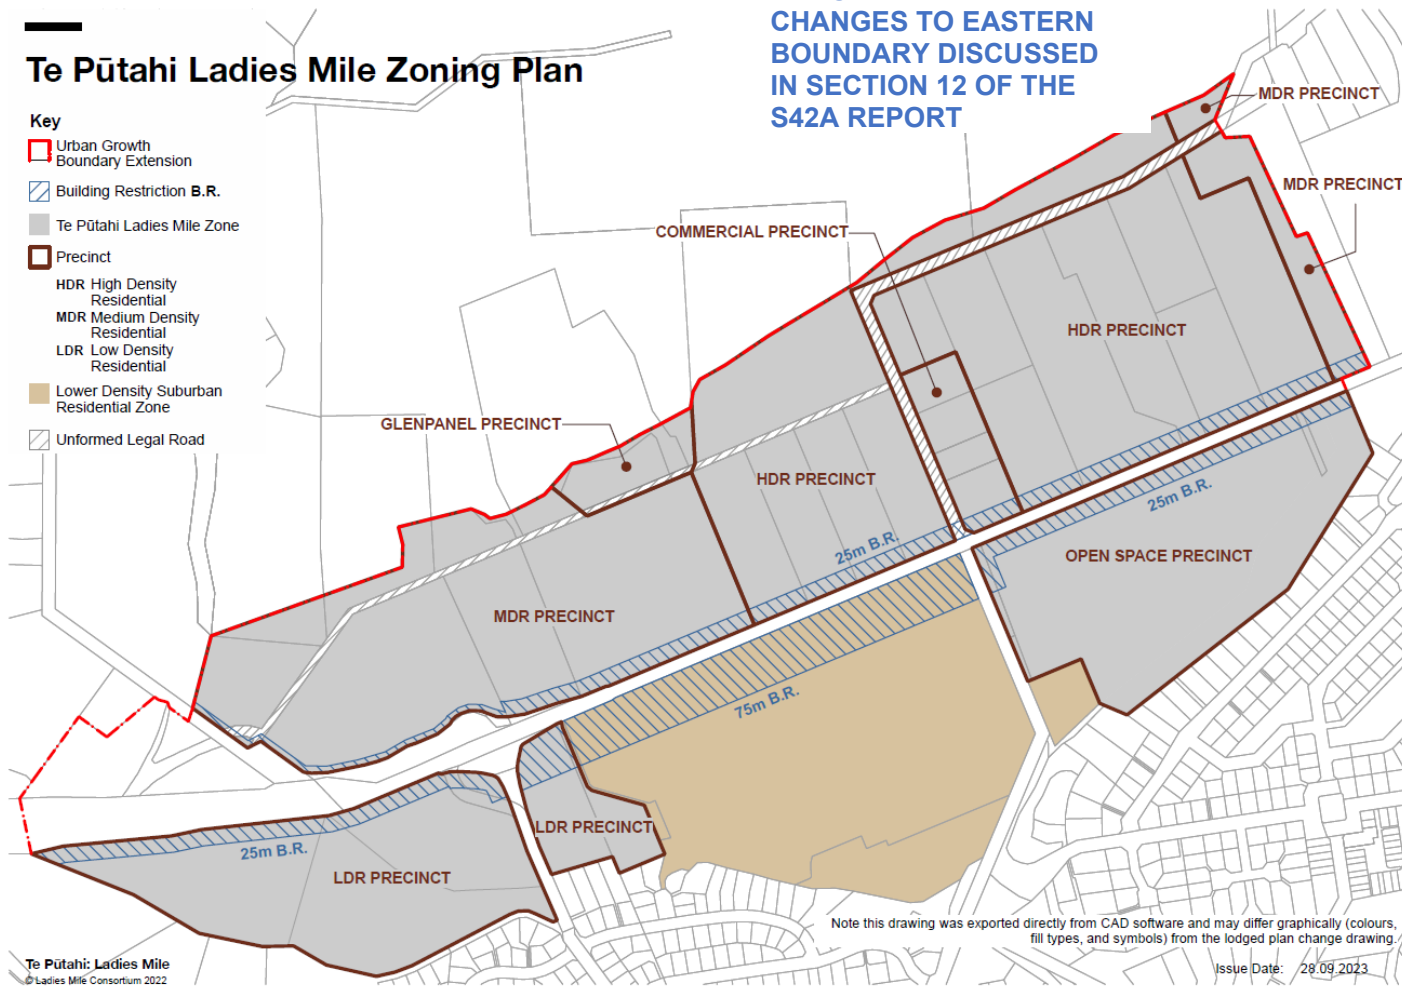 CHANGES TO EASTERN
BOUNDARY DISCUSSED
IN SECTION 12 OF THE
S42A REPORT
Te Pūtahi Ladies Mile Zoning Plan
Key
Urban Growth
Boundary Extension
Building Restriction B.R.
Te Pūtahi Ladies Mile Zone
Precinct
HDR High Density
Residential
MDR Medium Density
Residential
LDR Low Density
Residential
Lower Density Suburban
Residential Zone
Unformed Legal Road
MDR PRECINCT
MDR PRECINCT
COMMERCIAL PRECINCT
HDR PRECINCT
GLENPANEL PRECINCT
HDR PRECINCT
25m B.R.
25m B.R.
OPEN SPACE PRECINCT
MDR PRECINCT
75m B.R.
LDR PRECINCT
25m B.R.
LDR PRECINCT
Note this drawing was exported directly from CAD software and may differ graphically (colours,
fill types, and symbols) from the lodged plan change drawing.
Te Pūtahi: Ladies Mile
© Ladies Mile Consortium 2022
Issue Date: 28.09.2023